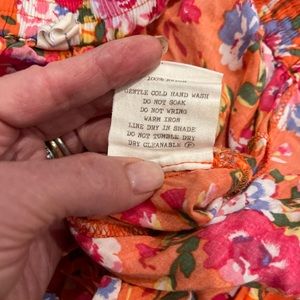 GENTLE COLD HAND WASH
DO NOT SOAK
DO NOT WRING
WARM IRON
LINE DRY IN SHADE
DO NOT TUMBLE DRY
DRY CLEANABLE Ⓟ